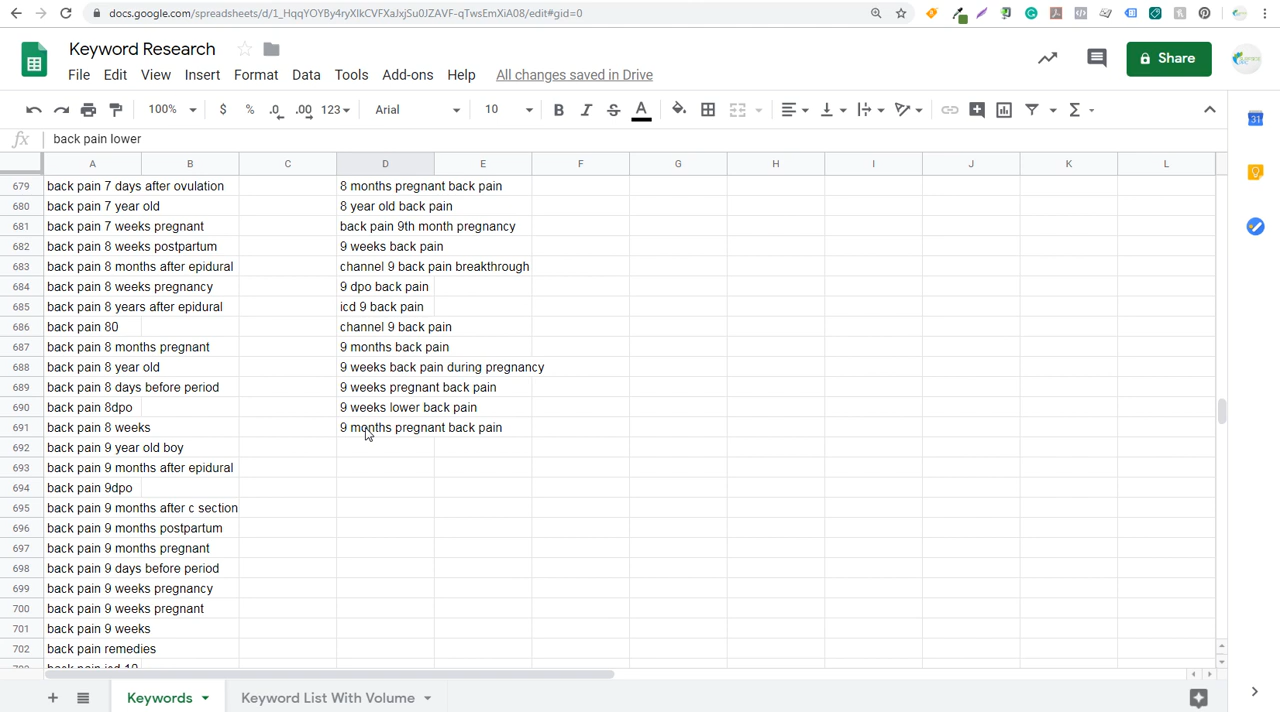 docs.google.com/spreadsheets/d/1_HqqYOYBy4ryXlkCVFXaJxjSu0JZAVF-qTwsEmXiA08/edit#gid=0
Keyword Research
File Edit View Insert Format Data Tools Add-ons Help All changes saved in Drive
Share
100% $ % .0 .00 123 Arial 10 B I S A
fx back pain lower
A B C D E F G H I J K L
679 back pain 7 days after ovulation 8 months pregnant back pain
680 back pain 7 year old 8 year old back pain
681 back pain 7 weeks pregnant back pain 9th month pregnancy
682 back pain 8 weeks postpartum 9 weeks back pain
683 back pain 8 months after epidural channel 9 back pain breakthrough
684 back pain 8 weeks pregnancy 9 dpo back pain
685 back pain 8 years after epidural icd 9 back pain
686 back pain 80 channel 9 back pain
687 back pain 8 months pregnant 9 months back pain
688 back pain 8 year old 9 weeks back pain during pregnancy
689 back pain 8 days before period 9 weeks pregnant back pain
690 back pain 8dpo 9 weeks lower back pain
691 back pain 8 weeks 9 months pregnant back pain
692 back pain 9 year old boy
693 back pain 9 months after epidural
694 back pain 9dpo
695 back pain 9 months after c section
696 back pain 9 months postpartum
697 back pain 9 months pregnant
698 back pain 9 days before period
699 back pain 9 weeks pregnancy
700 back pain 9 weeks pregnant
701 back pain 9 weeks
702 back pain remedies
back pain icd 10
Keywords Keyword List With Volume
31